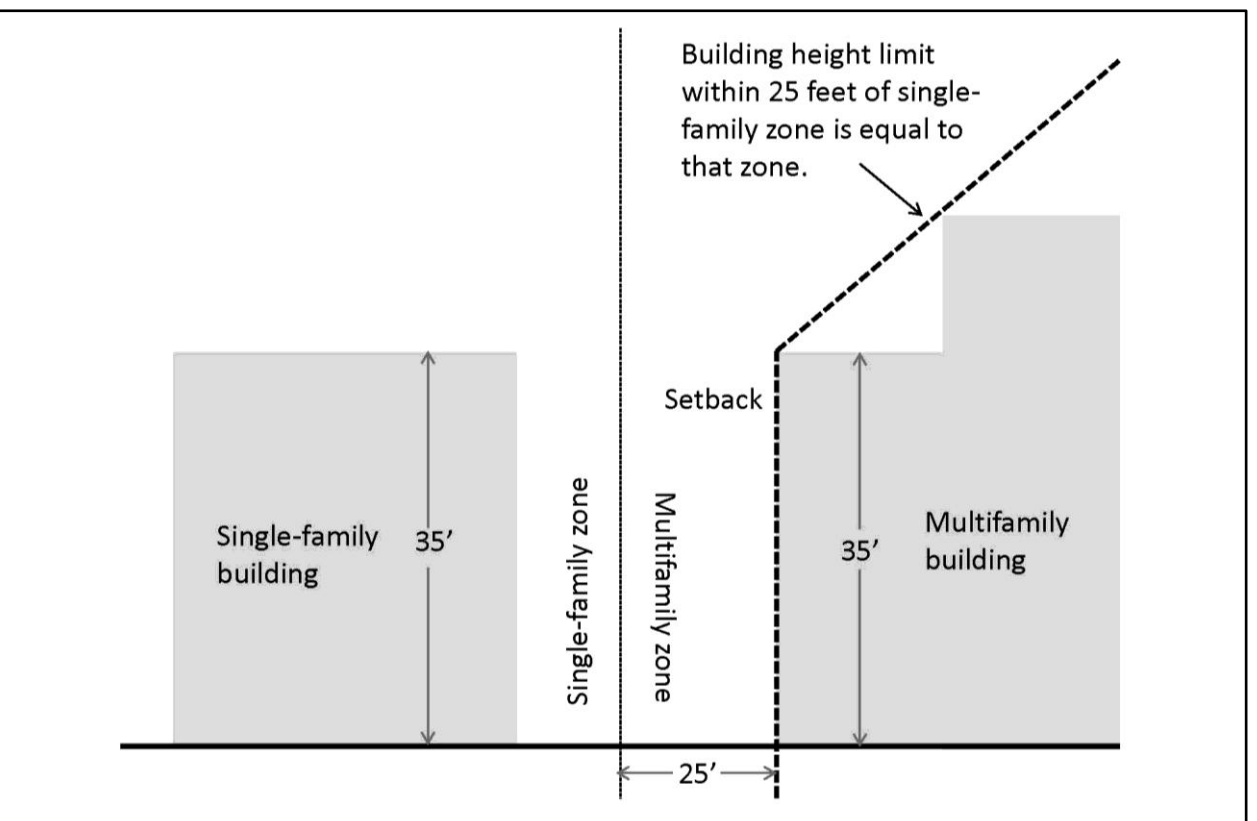 Building height limit
within 25 feet of single-
family zone is equal to
that zone.
Setback
Single-family
building
35’
Single-family zone
Multifamily zone
35’
Multifamily
building
25’